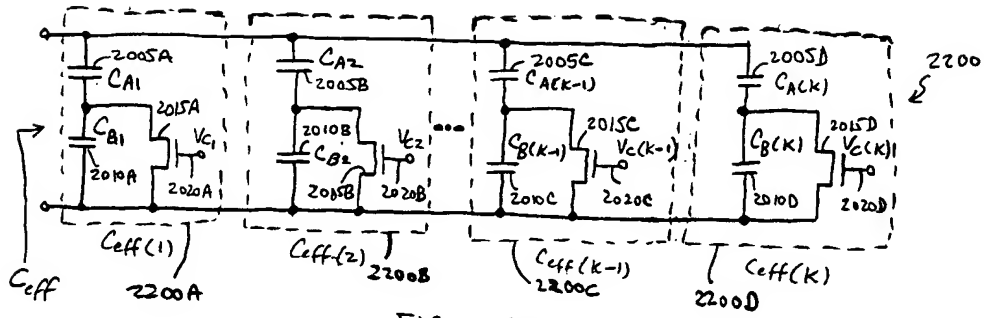 2005A
CA1
2015A
CB1
VC1
2010A
2020A
Ceff(1)
2200A
CA2
2005B
2010B
CB2
VC2
2015B
2020B
Ceff(2)
2200B
2005C
CA(K-1)
2015C
CB(K-1)
VC(K-1)
2010C
2020C
Ceff(K-1)
2200C
2005D
CA(K)
2015D
CB(K)
VC(K)
2010D
2020D
Ceff(K)
2200D
2200
Ceff